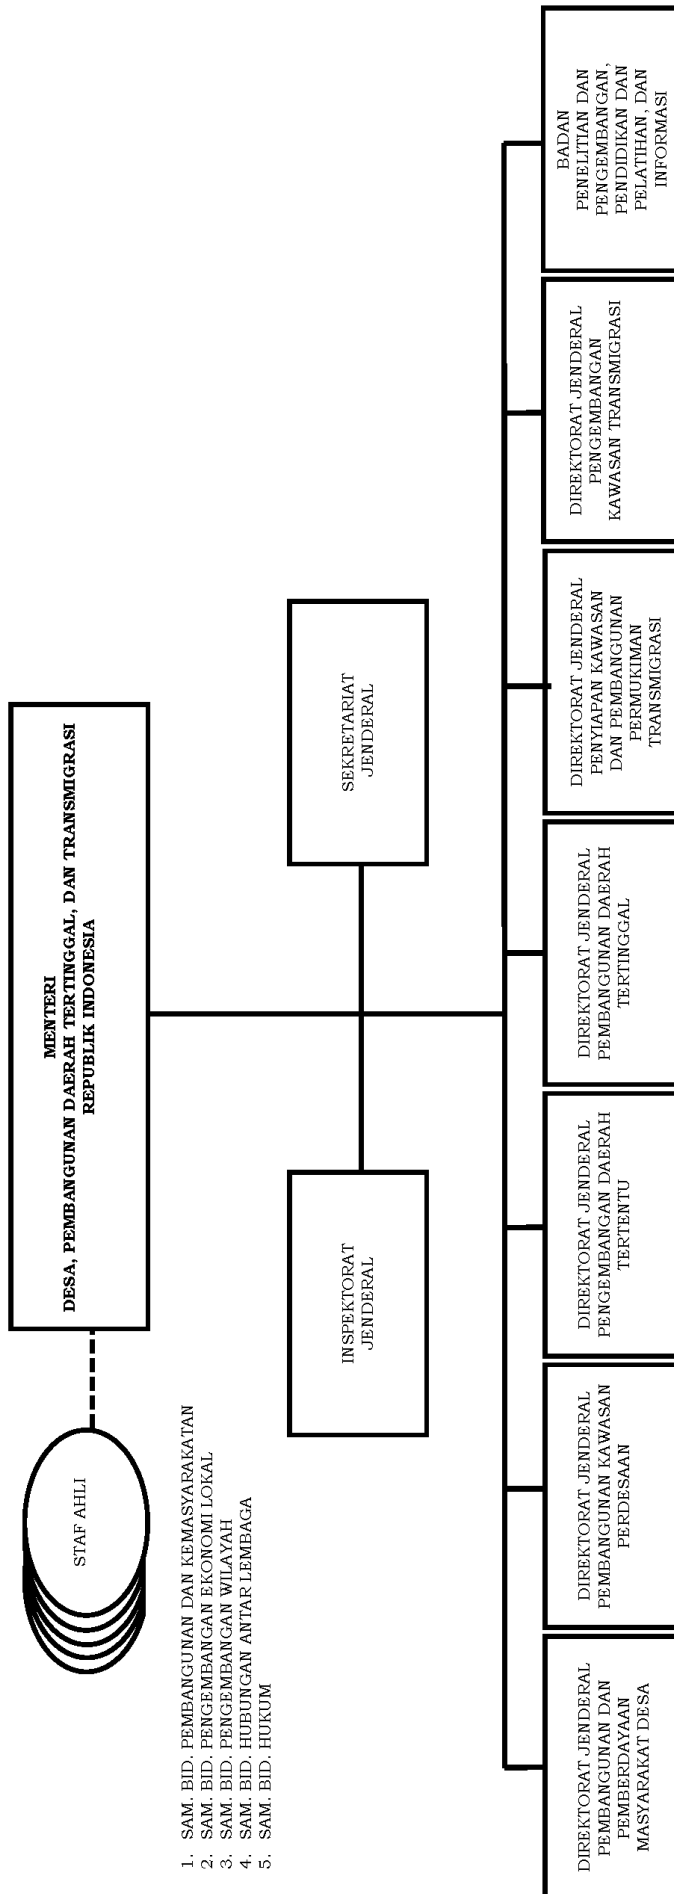 MENTERI
DESA, PEMBANGUNAN DAERAH TERTINGGAL, DAN TRANSMIGRASI
REPUBLIK INDONESIA
STAF AHLI
1. SAM. BID. PEMBANGUNAN DAN KEMASYARAKATAN
2. SAM. BID. PENGEMBANGAN EKONOMI LOKAL
3. SAM. BID. PENGEMBANGAN WILAYAH
4. SAM. BID. HUBUNGAN ANTAR LEMBAGA
5. SAM. BID. HUKUM
INSPEKTORAT
JENDERAL
SEKRETARIAT
JENDERAL
DIREKTORAT JENDERAL
PEMBANGUNAN DAN
PEMBERDAYAAN
MASYARAKAT DESA
DIREKTORAT JENDERAL
PEMBANGUNAN KAWASAN
PERDESAAN
DIREKTORAT JENDERAL
PENGEMBANGAN DAERAH
TERTENTU
DIREKTORAT JENDERAL
PEMBANGUNAN DAERAH
TERTINGGAL
DIREKTORAT JENDERAL
PENYIAPAN KAWASAN
DAN PEMBANGUNAN
PERMUKIMAN
TRANSMIGRASI
DIREKTORAT JENDERAL
PENGEMBANGAN
KAWASAN TRANSMIGRASI
BADAN
PENELITIAN DAN
PENGEMBANGAN,
PENDIDIKAN DAN
PELATIHAN, DAN
INFORMASI